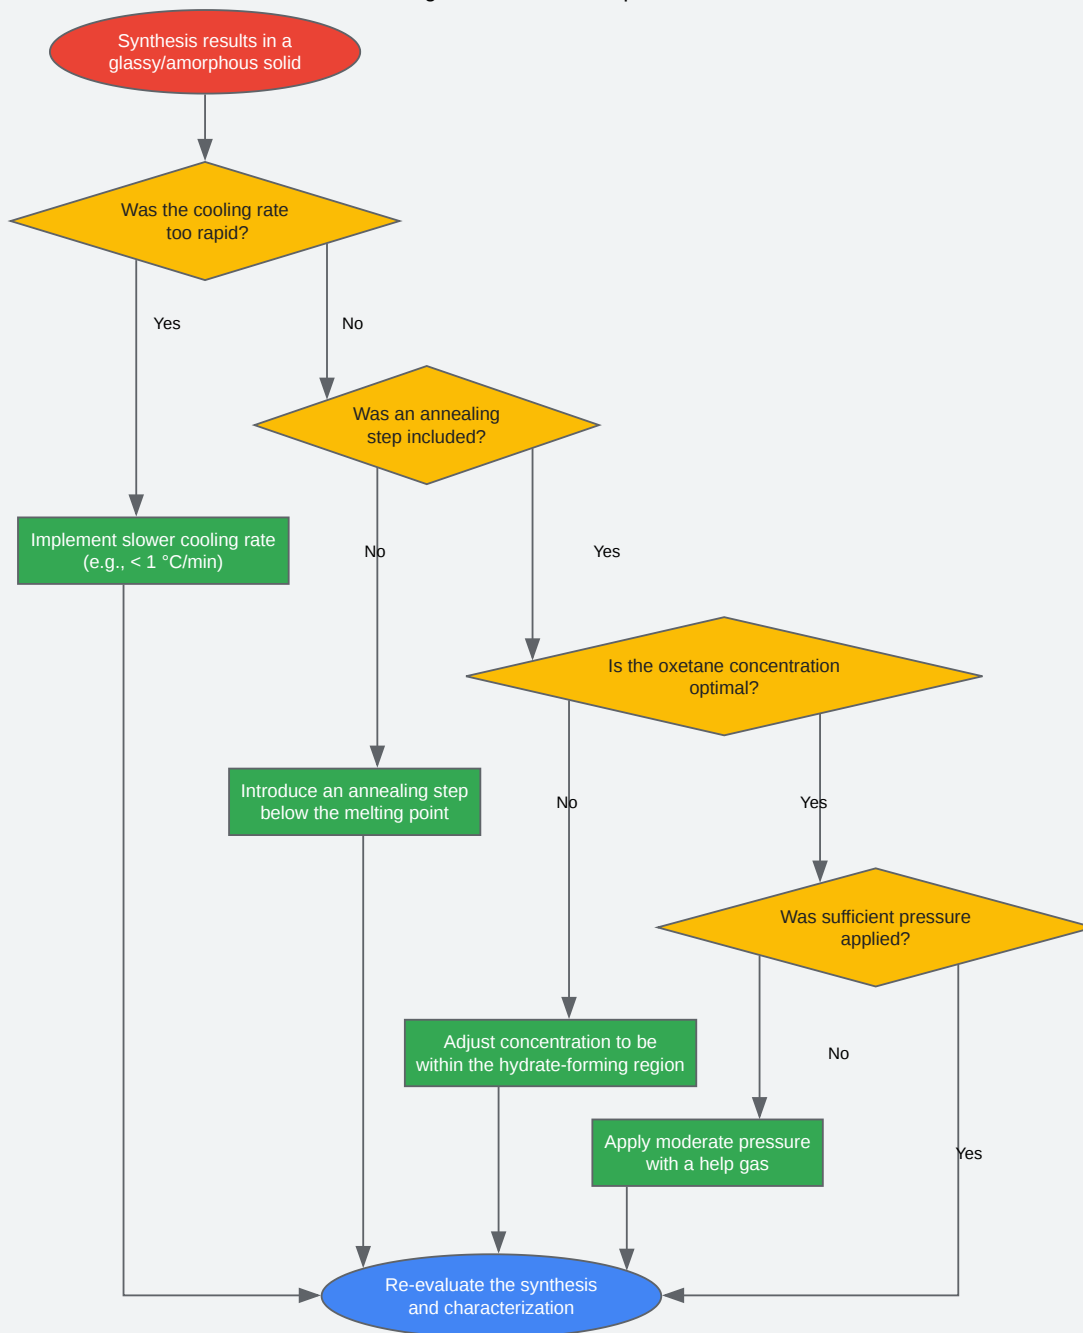 Synthesis results in a
glassy/amorphous solid
Was the cooling rate
too rapid?
Yes
No
Was an annealing
step included?
Implement slower cooling rate
(e.g., < 1 °C/min)
No
Yes
Is the oxetane concentration
optimal?
Introduce an annealing step
below the melting point
No
Yes
Was sufficient pressure
applied?
Adjust concentration to be
within the hydrate-forming region
No
Apply moderate pressure
with a help gas
Yes
Re-evaluate the synthesis
and characterization